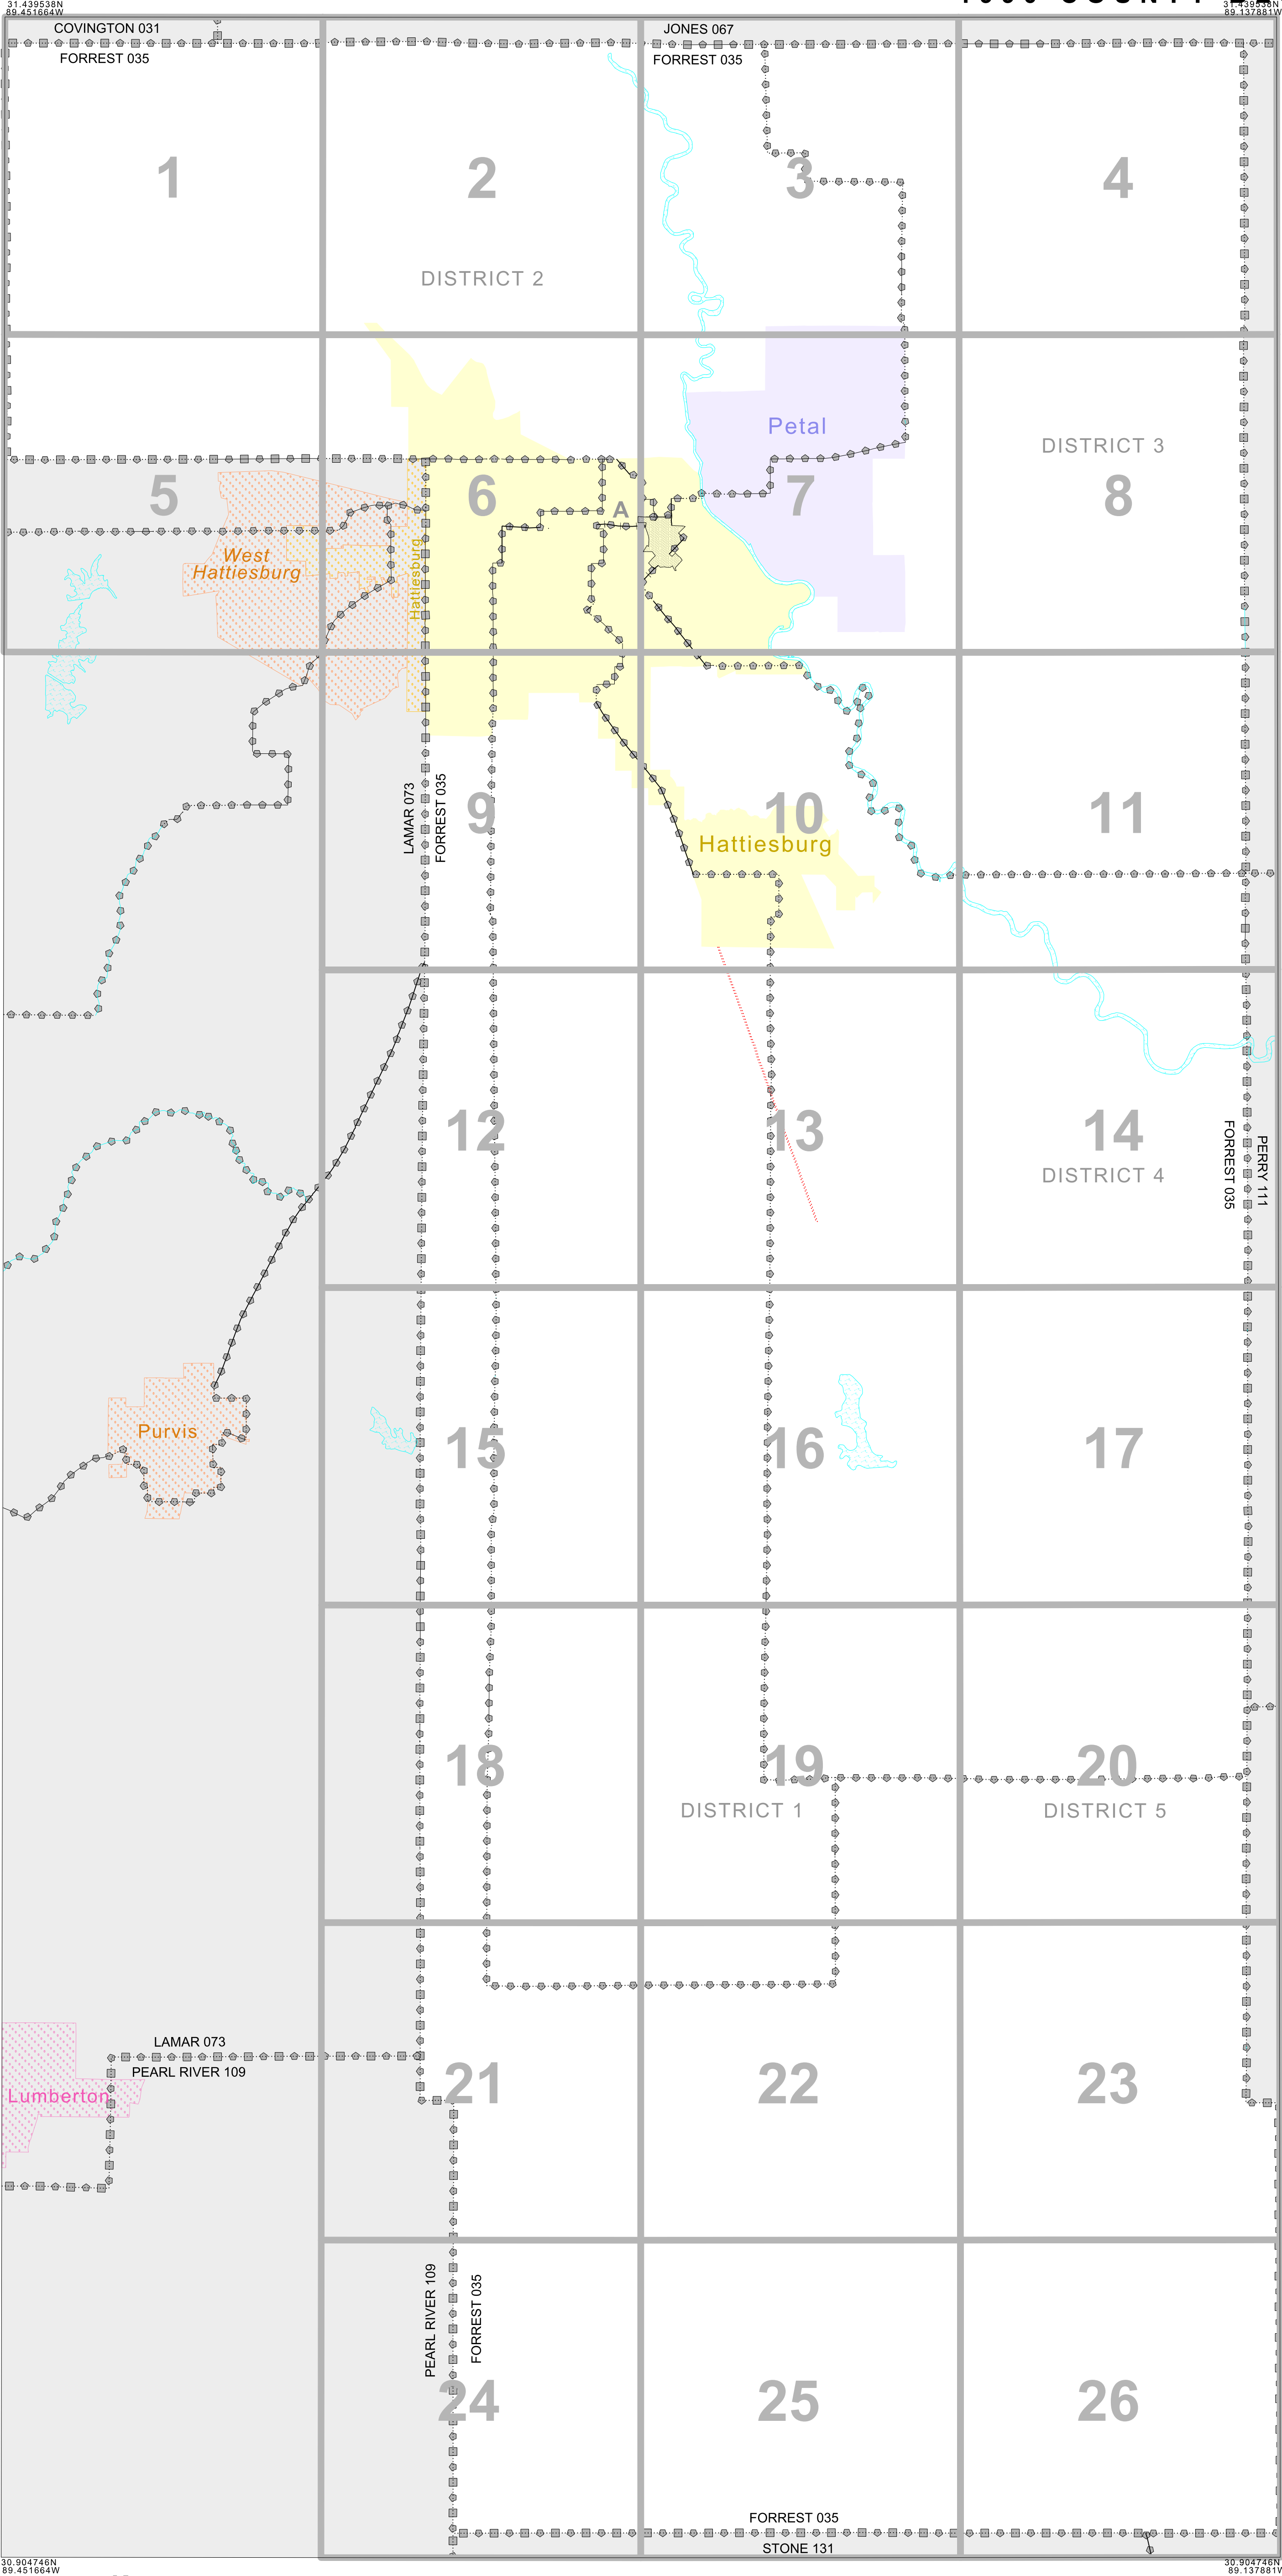 31.439538N
89.451664W
31.439538N
89.137881W
COVINGTON 031
FORREST 035
JONES 067
FORREST 035
1
2
3
4
DISTRICT 2
Petal
DISTRICT 3
5
6
A
7
8
West
Hattiesburg
Hattiesburg
LAMAR 073
FORREST 035
9
10
11
Hattiesburg
12
13
14
DISTRICT 4
FORREST 035
PERRY 111
Purvis
15
16
17
18
19
20
DISTRICT 1
DISTRICT 5
LAMAR 073
PEARL RIVER 109
Lumberton
21
22
23
PEARL RIVER 109
FORREST 035
24
25
26
FORREST 035
STONE 131
30.904746N
89.451664W
30.904746N
89.137881W